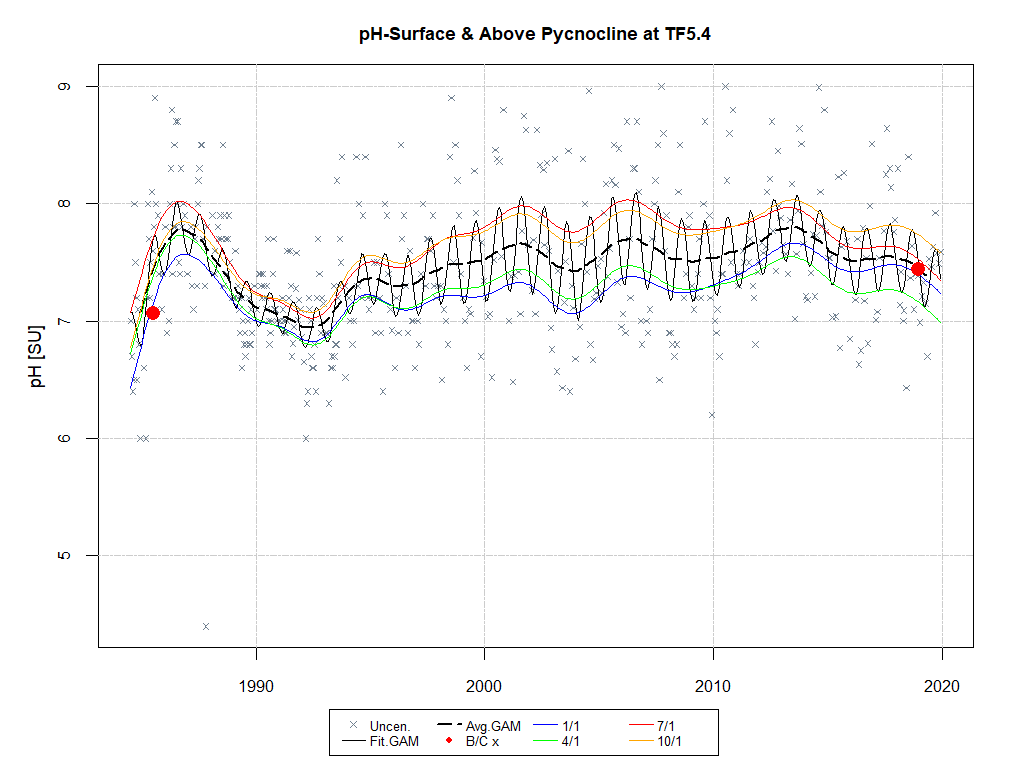 pH-Surface & Above Pycnocline at TF5.4
pH [SU]
9
8
7
6
5
1990 2000 2010 2020
Uncen. Avg.GAM 1/1 7/1
Fit.GAM B/C x 4/1 10/1